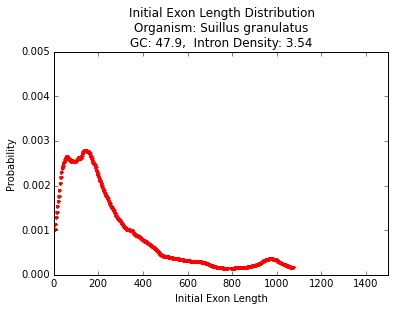 Initial Exon Length Distribution
Organism: Suillus granulatus
GC: 47.9,  Intron Density: 3.54
0.005
0.004
0.003
0.002
0.001
0.000
Probability
0
200
400
600
800
1000
1200
1400
Initial Exon Length